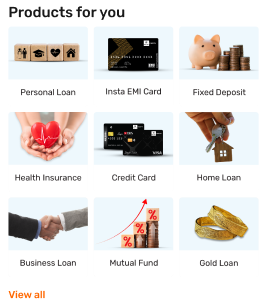 Products for you
Personal Loan
Insta EMI Card
Fixed Deposit
Health Insurance
Credit Card
Home Loan
% % %
Business Loan
Mutual Fund
Gold Loan
View all